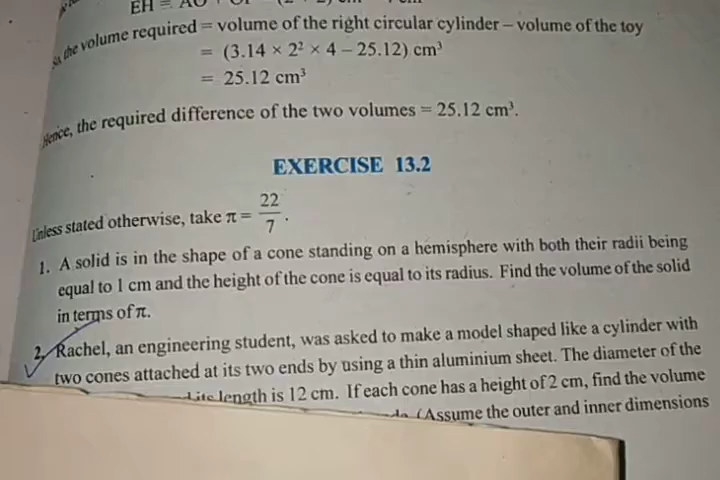 EH = AO
So, the volume required = volume of the right circular cylinder – volume of the toy
= (3.14 × 2² × 4 – 25.12) cm³
= 25.12 cm³
Hence, the required difference of the two volumes = 25.12 cm³.
EXERCISE 13.2
Unless stated otherwise, take π = 22/7.
1. A solid is in the shape of a cone standing on a hemisphere with both their radii being
equal to 1 cm and the height of the cone is equal to its radius. Find the volume of the solid
in terms of π.
2. Rachel, an engineering student, was asked to make a model shaped like a cylinder with
two cones attached at its two ends by using a thin aluminium sheet. The diameter of the
its length is 12 cm. If each cone has a height of 2 cm, find the volume
(Assume the outer and inner dimensions